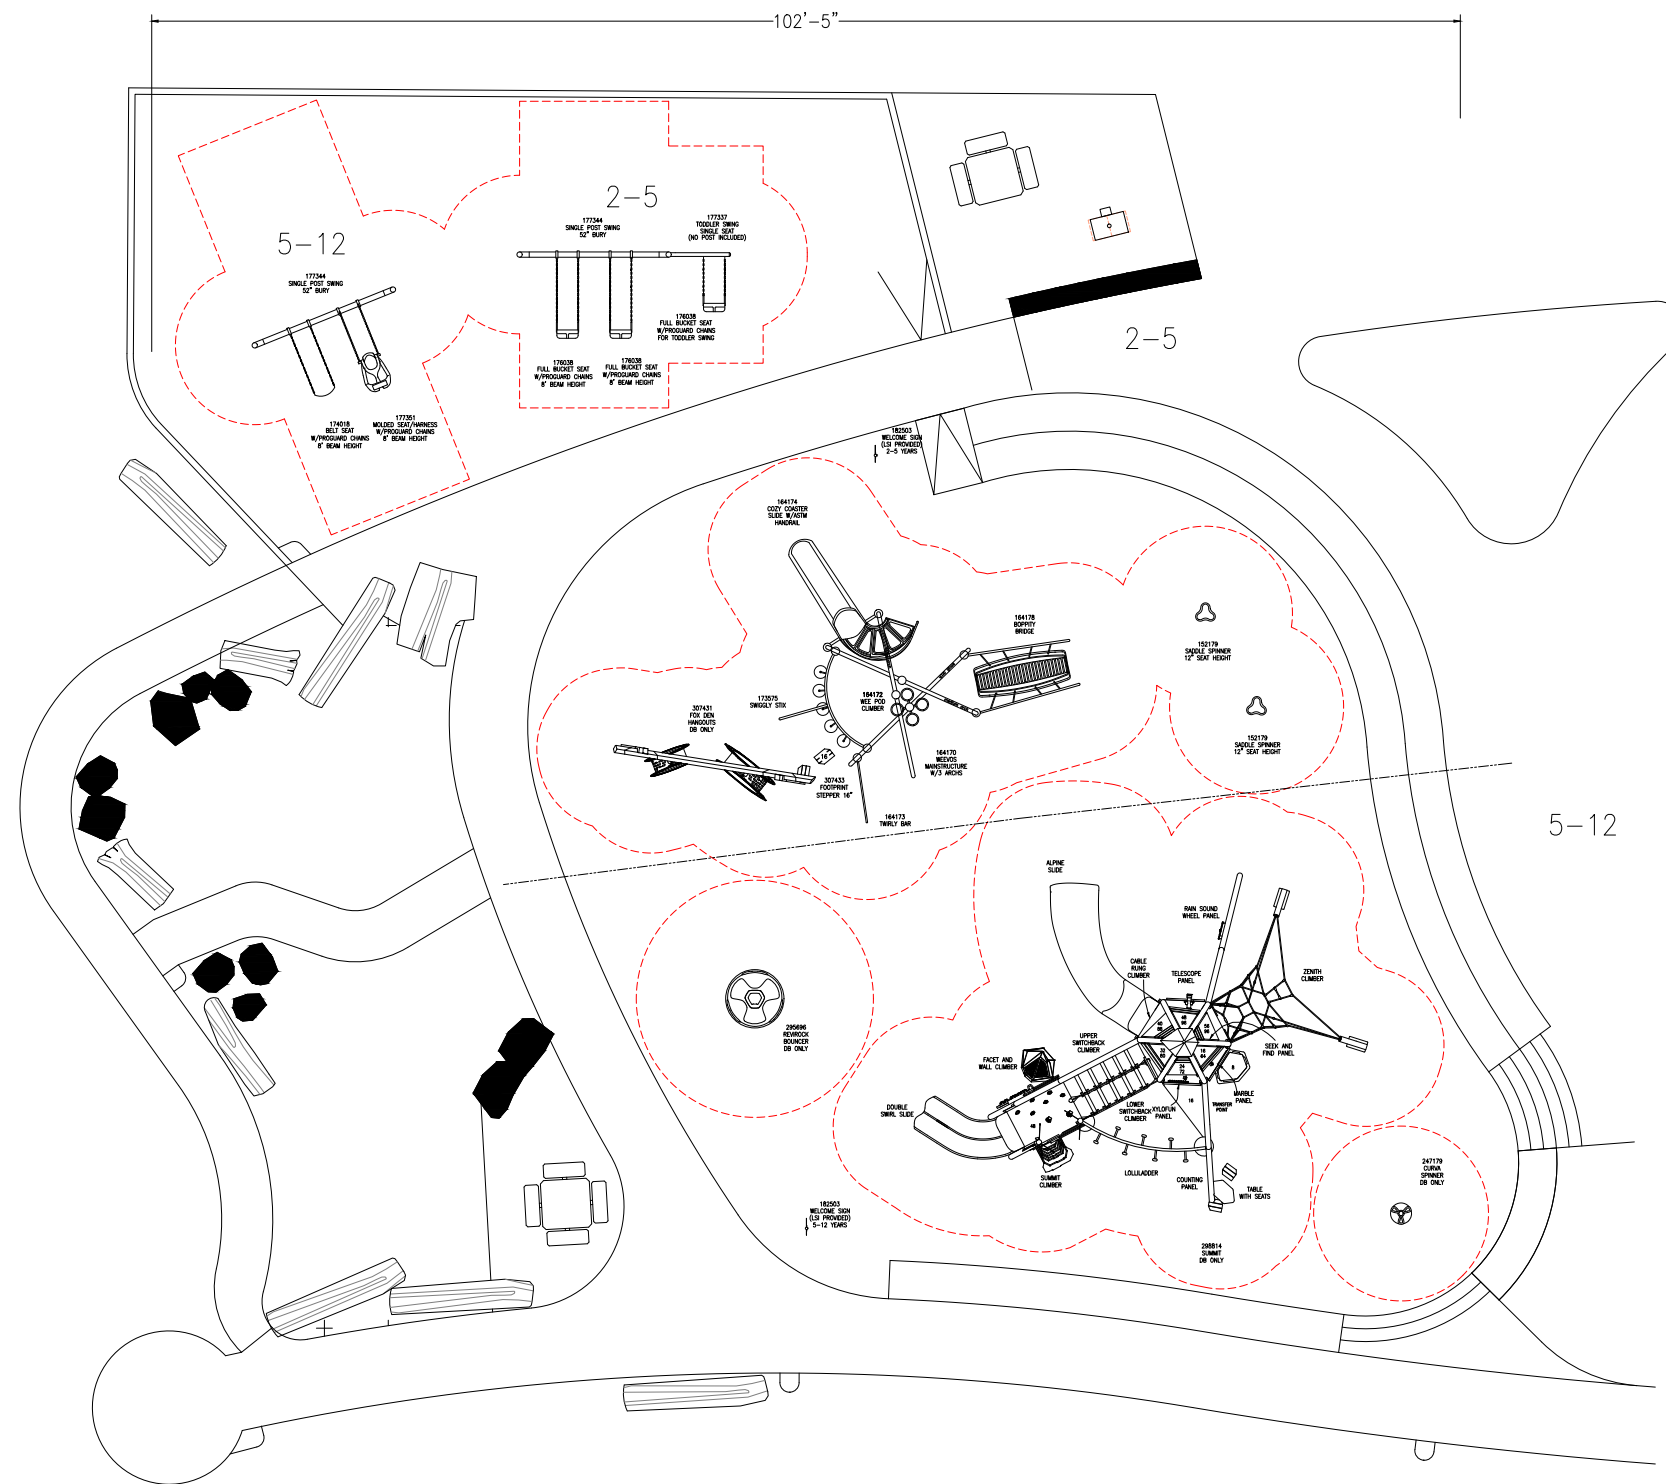 102'-5"
2-5
5-12
177344
SINGLE POST SWING
52" BURY
177337
TODDLER SWING
SINGLE SEAT
(NO POST INCLUDED)
177344
SINGLE POST SWING
52" BURY
176038
FULL BUCKET SEAT
W/PROGUARD CHAINS
FOR TODDLER SWING
176038
FULL BUCKET SEAT
W/PROGUARD CHAINS
8' BEAM HEIGHT
176038
FULL BUCKET SEAT
W/PROGUARD CHAINS
8' BEAM HEIGHT
174018
BELT SEAT
W/PROGUARD CHAINS
8' BEAM HEIGHT
177351
MOLDED SEAT/HARNESS
W/PROGUARD CHAINS
8' BEAM HEIGHT
2-5
182503
WELCOME SIGN
(LSI PROVIDED)
2-5 YEARS
164174
COZY COASTER
SLIDE W/ASTM
HANDRAIL
164178
BOPPITY
BRIDGE
152179
SADDLE SPINNER
12" SEAT HEIGHT
173575
SWIGGLY STIX
164172
WEE POD
CLIMBER
307431
FOX DEN
HANGOUTS
DB ONLY
152179
SADDLE SPINNER
12" SEAT HEIGHT
16
164170
WEEVOS
MAINSTRUCTURE
W/3 ARCHS
307433
FOOTPRINT
STEPPER 16"
164173
TWIRLY BAR
5-12
ALPINE
SLIDE
RAIN SOUND
WHEEL PANEL
CABLE
RUNG
CLIMBER
TELESCOPE
PANEL
ZENITH
CLIMBER
295696
REVIROCK
BOUNCER
DB ONLY
UPPER
SWITCHBACK
CLIMBER
SEEK AND
FIND PANEL
FACET AND
WALL CLIMBER
24
72
8
16
MARBLE
PANEL
DOUBLE
SWIRL SLIDE
LOWER
SWITCHBACK
CLIMBER
XYLOFUN
PANEL
TRANSFER
POINT
48
SUMMIT
CLIMBER
LOLLILADDER
COUNTING
PANEL
TABLE
WITH SEATS
247179
CURVA
SPINNER
DB ONLY
182503
WELCOME SIGN
(LSI PROVIDED)
5-12 YEARS
298814
SUMMIT
DB ONLY